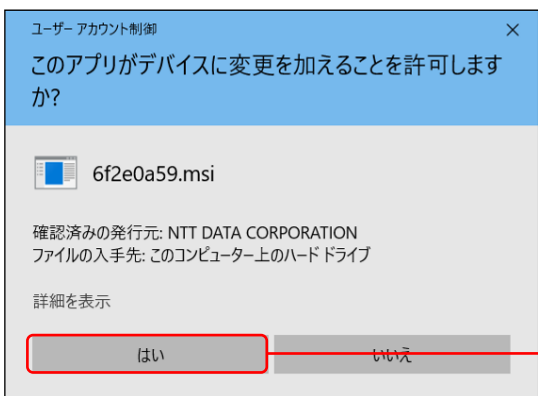 ユーザー アカウント制御
このアプリがデバイスに変更を加えることを許可します
か?
6f2e0a59.msi
確認済みの発行元: NTT DATA CORPORATION
ファイルの入手先: このコンピューター上のハード ドライブ
詳細を表示
はい
いいえ